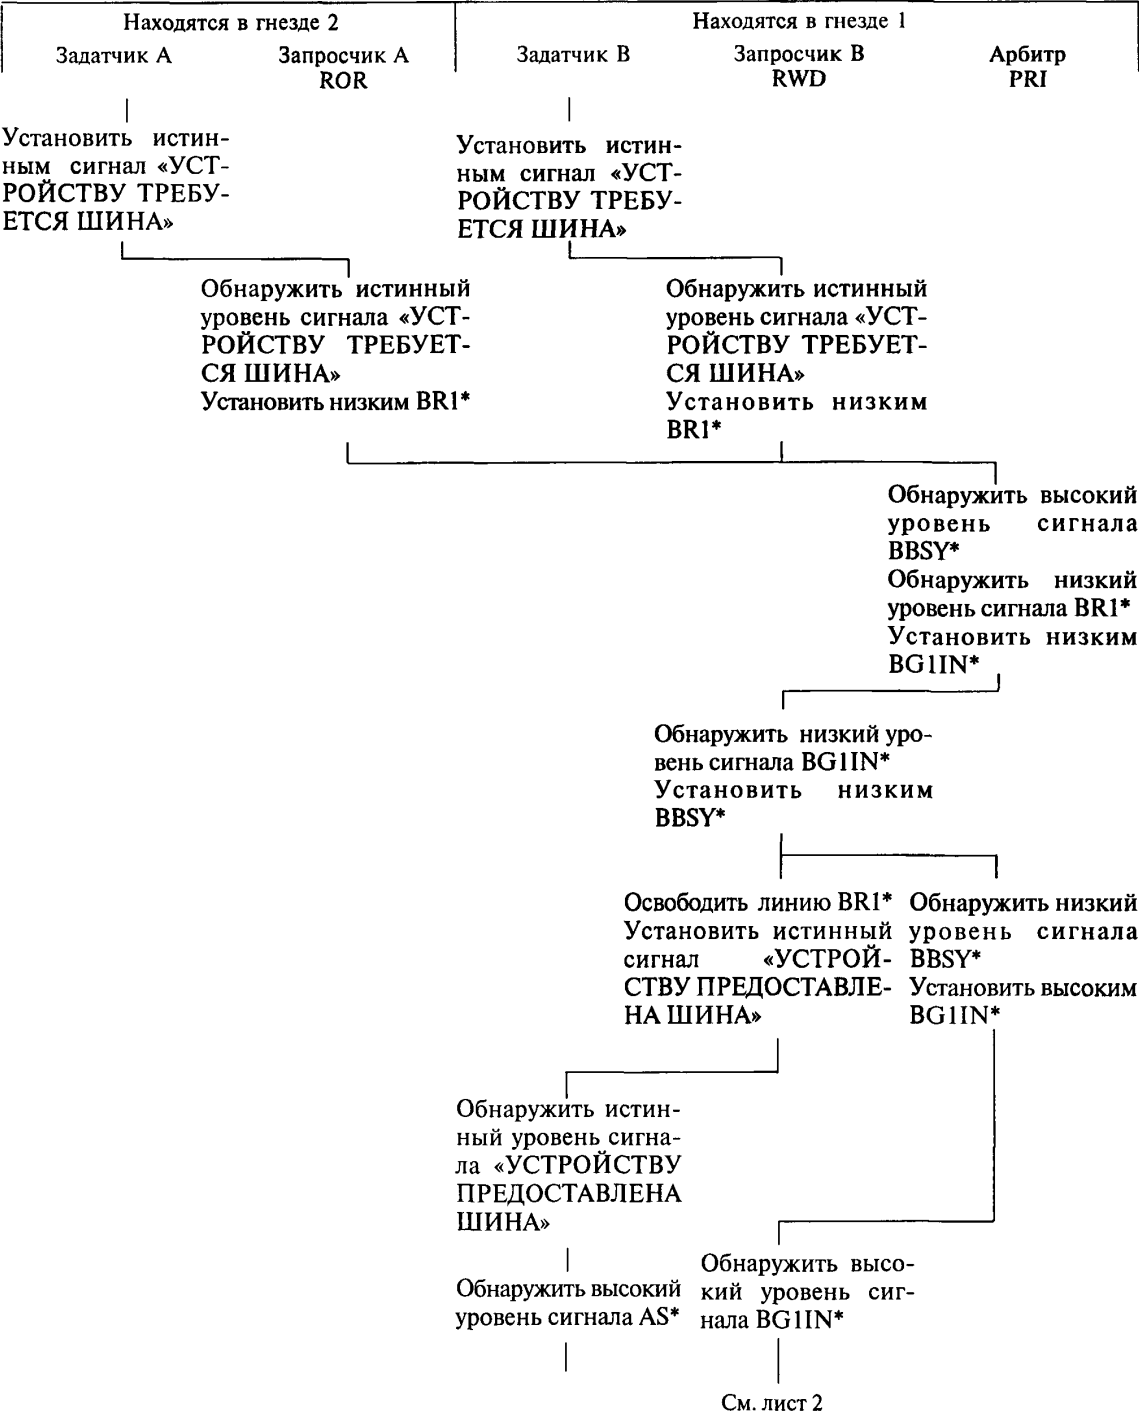 Находятся в гнезде 2
Находятся в гнезде 1
Задатчик A
Запросчик A
ROR
Задатчик B
Запросчик B
RWD
Арбитр
PRI
Установить истин-
ным сигнал «УСТ-
РОЙСТВУ ТРЕБУ-
ЕТСЯ ШИНА»
Установить истин-
ным сигнал «УСТ-
РОЙСТВУ ТРЕБУ-
ЕТСЯ ШИНА»
Обнаружить истинный
уровень сигнала «УСТ-
РОЙСТВУ ТРЕБУЕТ-
СЯ ШИНА»
Установить низким BR1*
Обнаружить истинный
уровень сигнала «УСТ-
РОЙСТВУ ТРЕБУЕТ-
СЯ ШИНА»
Установить низким
BR1*
Обнаружить высокий
уровень сигнала
BBSY*
Обнаружить низкий
уровень сигнала BR1*
Установить низким
BG1IN*
Обнаружить низкий уро-
вень сигнала BG1IN*
Установить низким
BBSY*
Освободить линию BR1*
Установить истинный
сигнал «УСТРОЙ-
СТВУ ПРЕДОСТАВЛЕ-
НА ШИНА»
Обнаружить низкий
уровень сигнала
BBSY*
Установить высоким
BG1IN*
Обнаружить истин-
ный уровень сигна-
ла «УСТРОЙСТВУ
ПРЕДОСТАВЛЕНА
ШИНА»
Обнаружить высокий
уровень сигнала AS*
Обнаружить высо-
кий уровень сиг-
нала BG1IN*
См. лист 2